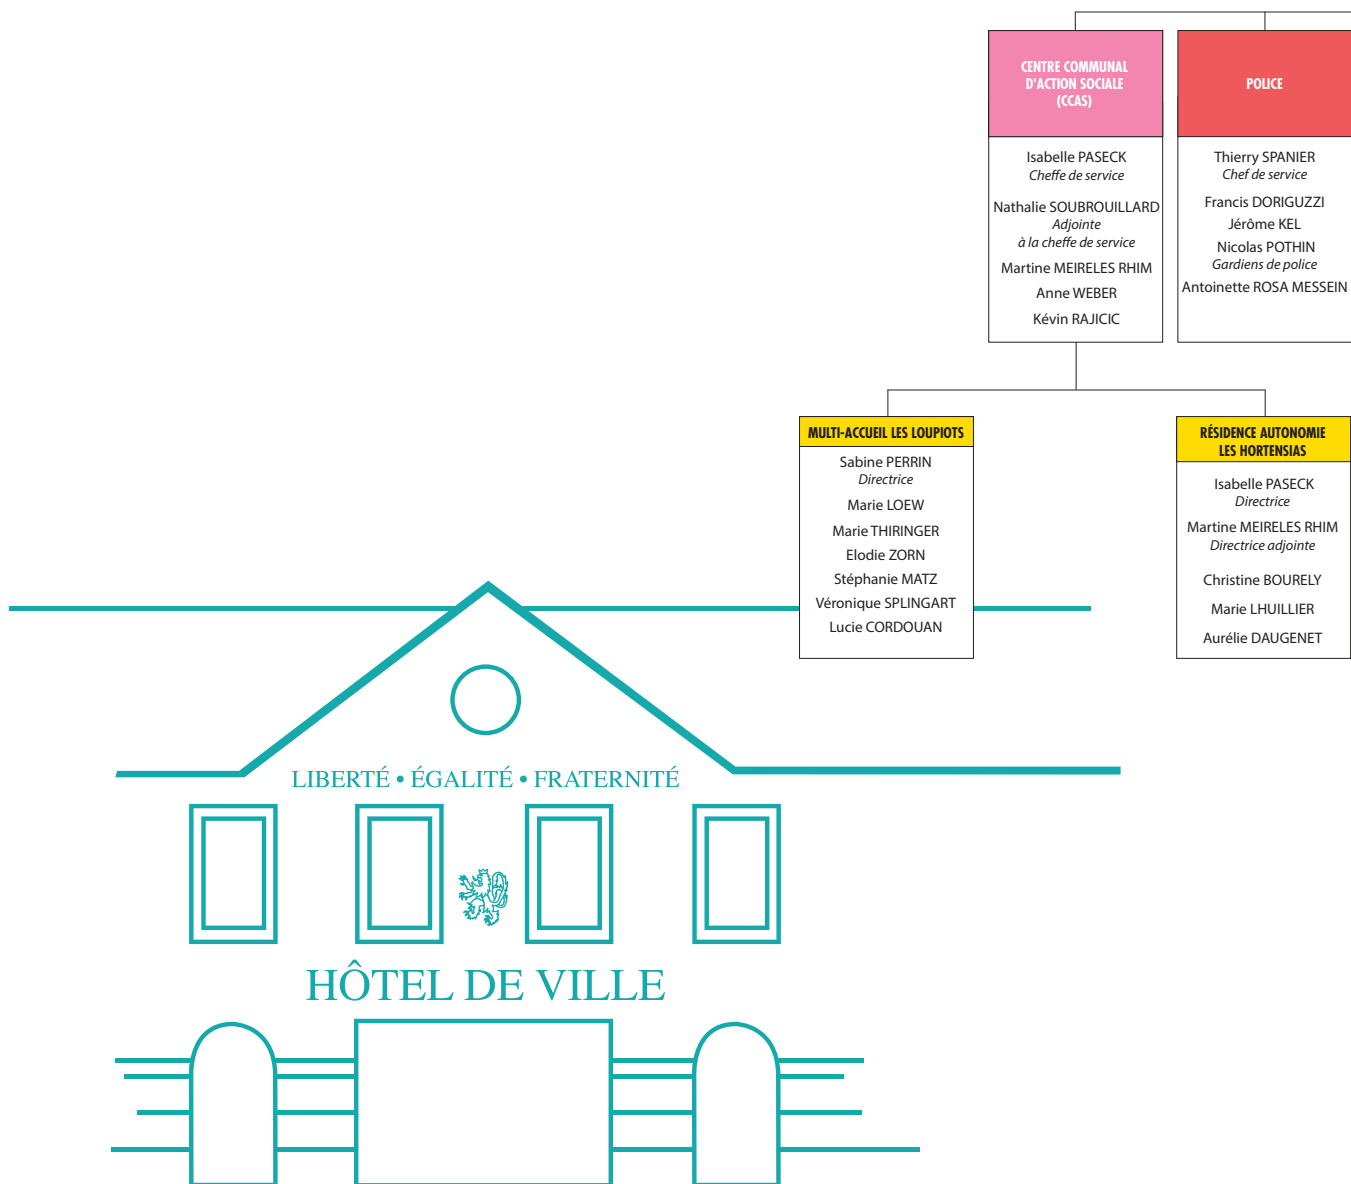 CENTRE COMMUNAL
D'ACTION SOCIALE
(CCAS)
Isabelle PASECK
Cheffe de service
Nathalie SOUBROUILLARD
Adjointe
à la cheffe de service
Martine MEIRELES RHIM
Anne WEBER
Kévin RAJICIC
POLICE
Thierry SPANIER
Chef de service
Francis DORIGUZZI
Jérôme KEL
Nicolas POTHIN
Gardiens de police
Antoinette ROSA MESSEIN
MULTI-ACCUEIL LES LOUPIOTS
Sabine PERRIN
Directrice
Marie LOEW
Marie THIRINGER
Elodie ZORN
Stéphanie MATZ
Véronique SPLINGART
Lucie CORDOUAN
RÉSIDENCE AUTONOMIE
LES HORTENSIAS
Isabelle PASECK
Directrice
Martine MEIRELES RHIM
Directrice adjointe
Christine BOURELY
Marie LHUILLIER
Aurélie DAUGENET
LIBERTÉ • ÉGALITÉ • FRATERNITÉ
HÔTEL DE VILLE